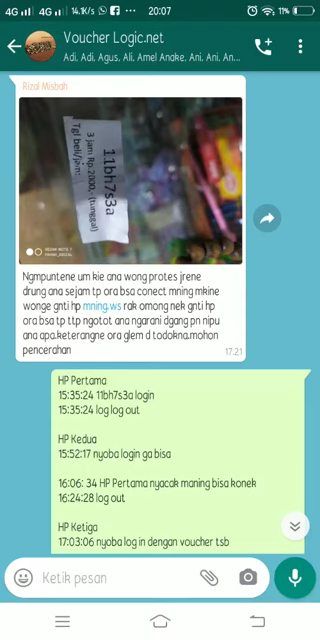 4G 4G 14,1K/s 20:07 11%
Voucher Logic.net
Adi. Adi, Agus. Ali. Amel Anake, Ani. Ani, An...
Rizal Misbah
11bh7s3a
3 jam Rp.2000,- (tunggal)
Tgl beli/jam:
REDMI NOTE 7
Ngmpuntene um kie ana wong protes jrene
drung ana sejam tp ora bsa conect mning mkine
wonge gnti hp mning.ws rak omong nek gnti hp
ora bsa tp ttp ngotot ana ngarani dgang pn nipu
ana apa.keterangne ora glem d todokna.mohon
pencerahan
17.21
HP Pertama
15:35:24 11bh7s3a login
15:35:24 log log out
HP Kedua
15:52:17 nyoba login ga bisa
16:06: 34 HP Pertama nyacak maning bisa konek
16:24:28 log out
HP Ketiga
17:03:06 nyoba log in dengan voucher tsb
Ketik pesan